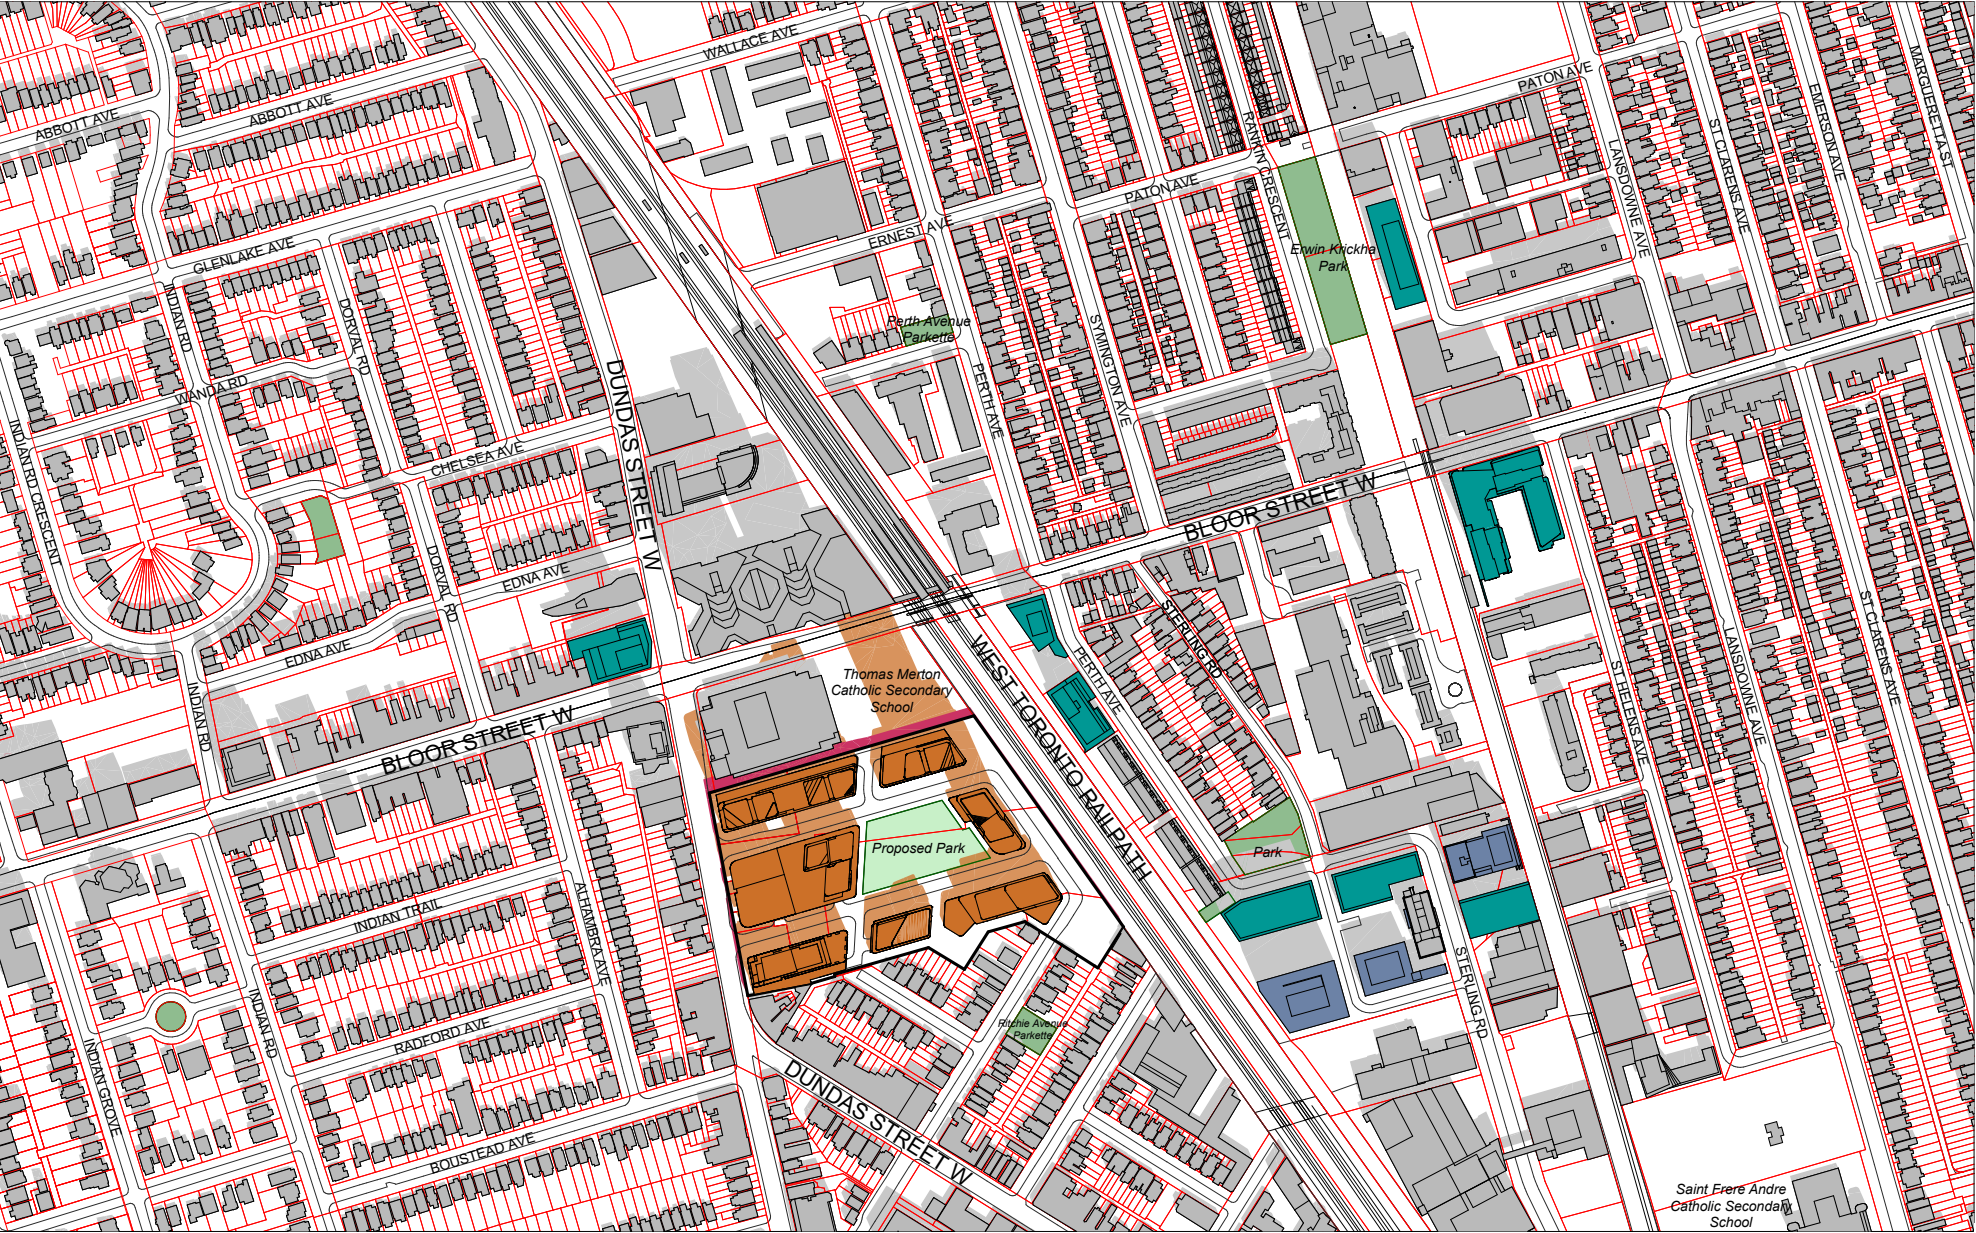 WALLACE AVE
PATON AVE
MARGUERETTA ST
EMERSON AVE
ABBOTT AVE
ABBOTT AVE
RANKIN CRESCENT
ST CLARENS AVE
LANSDOWNE AVE
PATON AVE
ERNEST AVE
GLENLAKE AVE
Erwin Krickha
Park
INDIAN RD
DORVAL RD
Perth Avenue
Parkette
SYMINGTON AVE
PERTH AVE
DUNDAS STREET W
WANDA RD
INDIAN RD CRESCENT
CHELSEA AVE
BLOOR STREET W
DORVAL RD
EDNA AVE
EDNA AVE
STERLING RD
ST CLARENS AVE
LANSDOWNE AVE
ST HELENS AVE
PERTH AVE
WEST TORONTO RAILPATH
Thomas Merton
Catholic Secondary
School
INDIAN RD
BLOOR STREET W
Proposed Park
Park
ALHAMBRA AVE
INDIAN TRAIL
STERLING RD
INDIAN RD
RADFORD AVE
Ritchie Avenue
Parkette
INDIAN GROVE
DUNDAS STREET W
BOUSTEAD AVE
Saint Frere Andre
Catholic Secondary
School